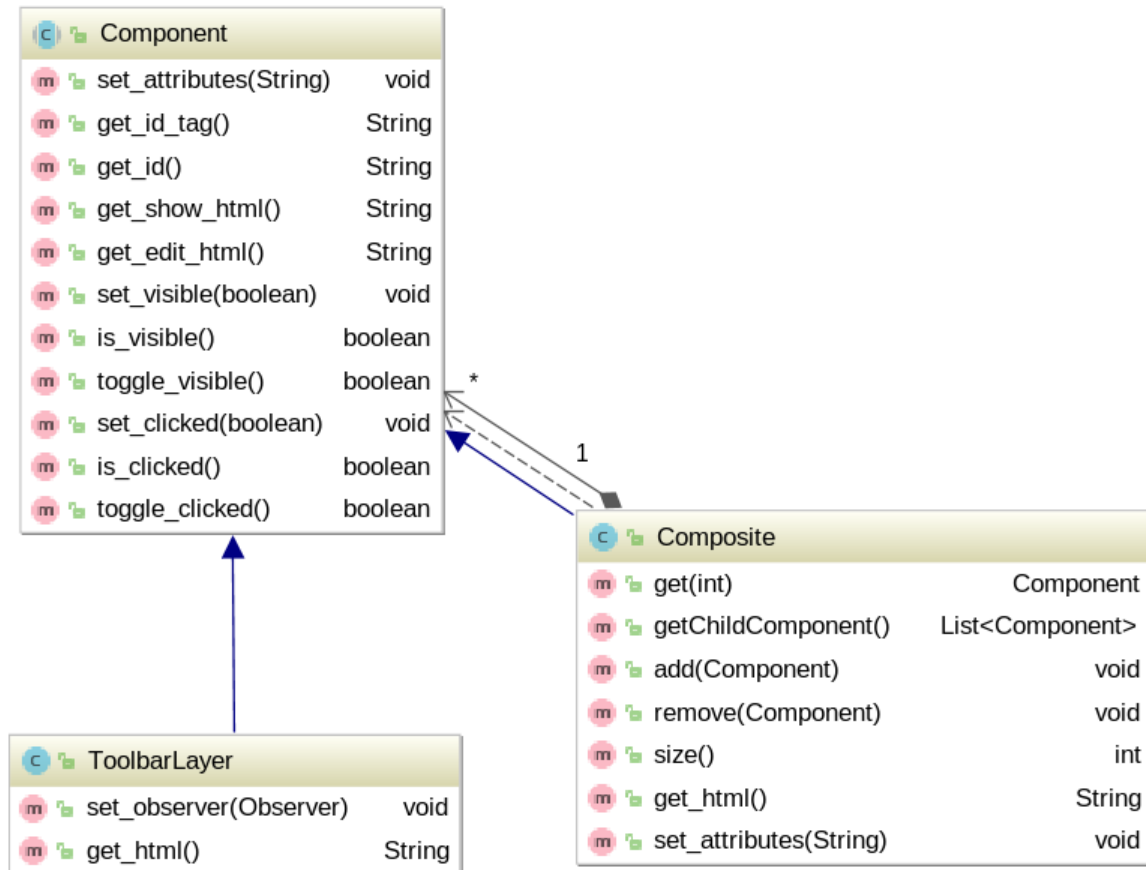 Component
set_attributes(String) void
get_id_tag() String
get_id() String
get_show_html() String
get_edit_html() String
set_visible(boolean) void
is_visible() boolean
toggle_visible() boolean
set_clicked(boolean) void
is_clicked() boolean
toggle_clicked() boolean
*
1
Composite
get(int) Component
getChildComponent() List<Component>
add(Component) void
remove(Component) void
size() int
get_html() String
set_attributes(String) void
ToolbarLayer
set_observer(Observer) void
get_html() String